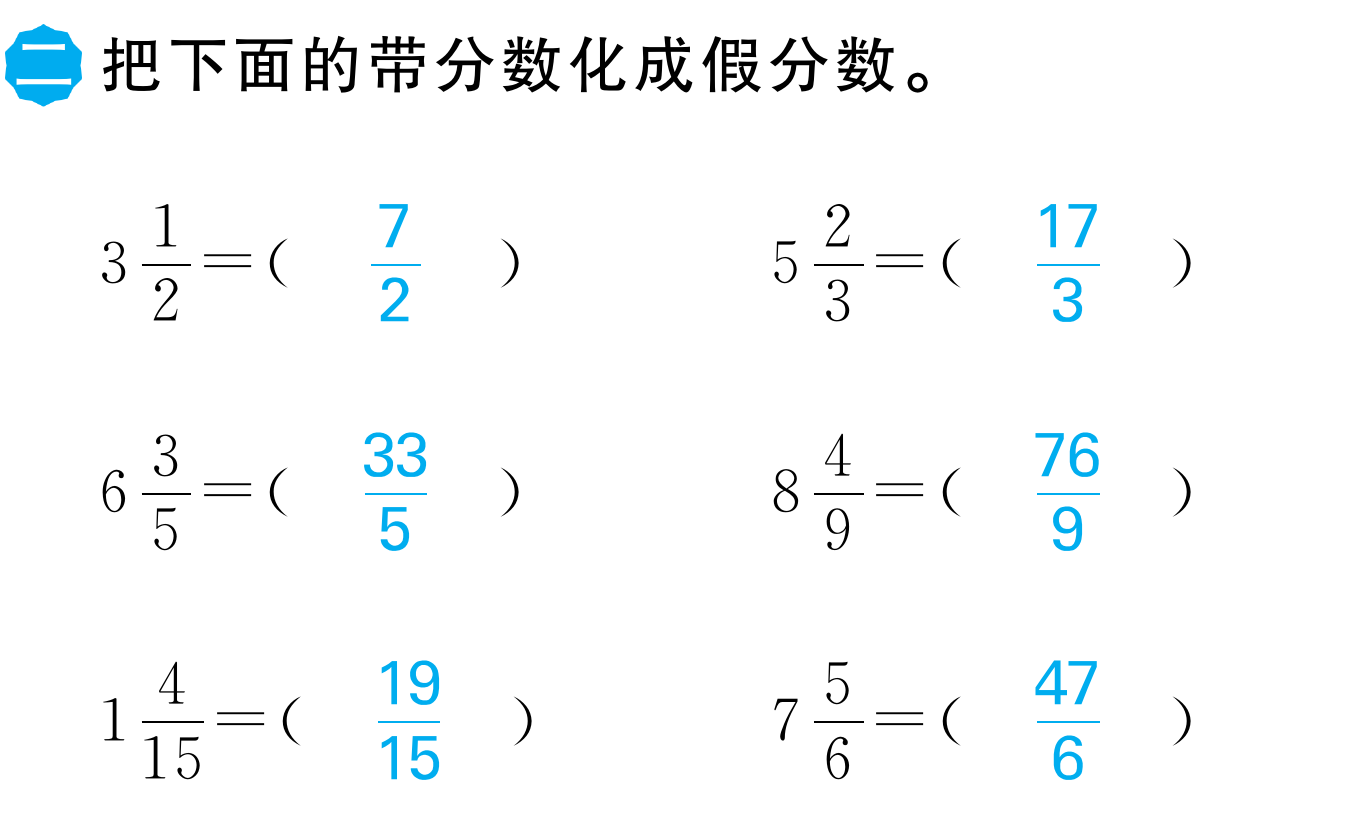 二 把下面的带分数化成假分数。
3 1/2 =( 7/2 ) 5 2/3 =( 17/3 )
6 3/5 =( 33/5 ) 8 4/9 =( 76/9 )
1 4/15 =( 19/15 ) 7 5/6 =( 47/6 )